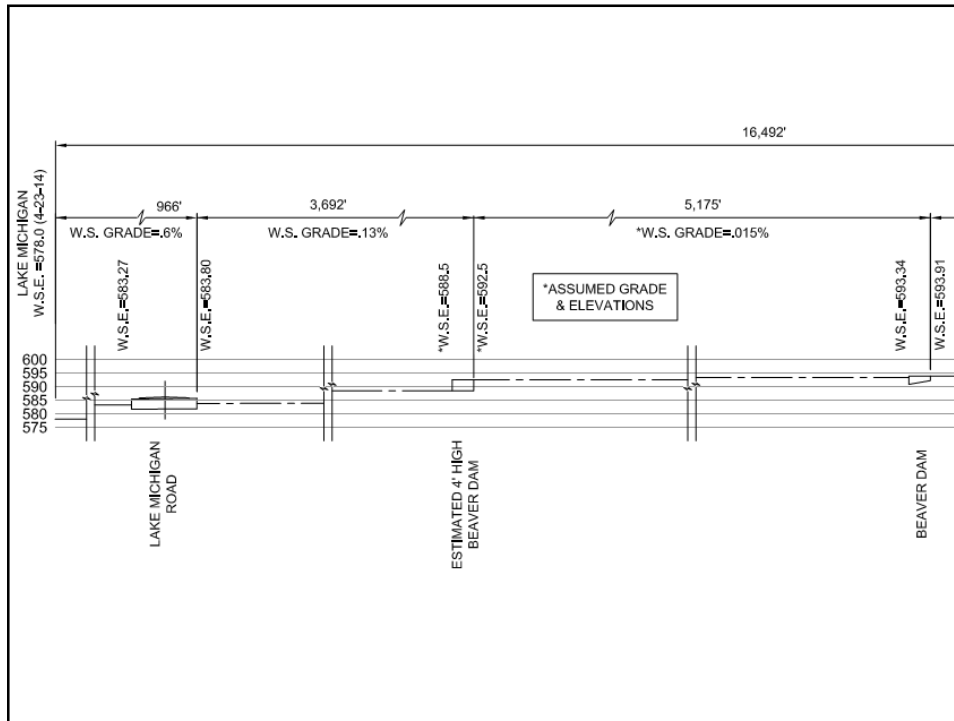 16,492'
LAKE MICHIGAN
W.S.E. =578.0 (4-23-14)
966'
3,692'
5,175'
W.S. GRADE=.6%
W.S. GRADE=.13%
*W.S. GRADE=.015%
W.S.E.=583.27
W.S.E.=583.80
*W.S.E.=588.5
*W.S.E.=592.5
*ASSUMED GRADE
& ELEVATIONS
W.S.E.=593.34
W.S.E.=593.91
600
595
590
585
580
575
LAKE MICHIGAN
ROAD
ESTIMATED 4' HIGH
BEAVER DAM
BEAVER DAM